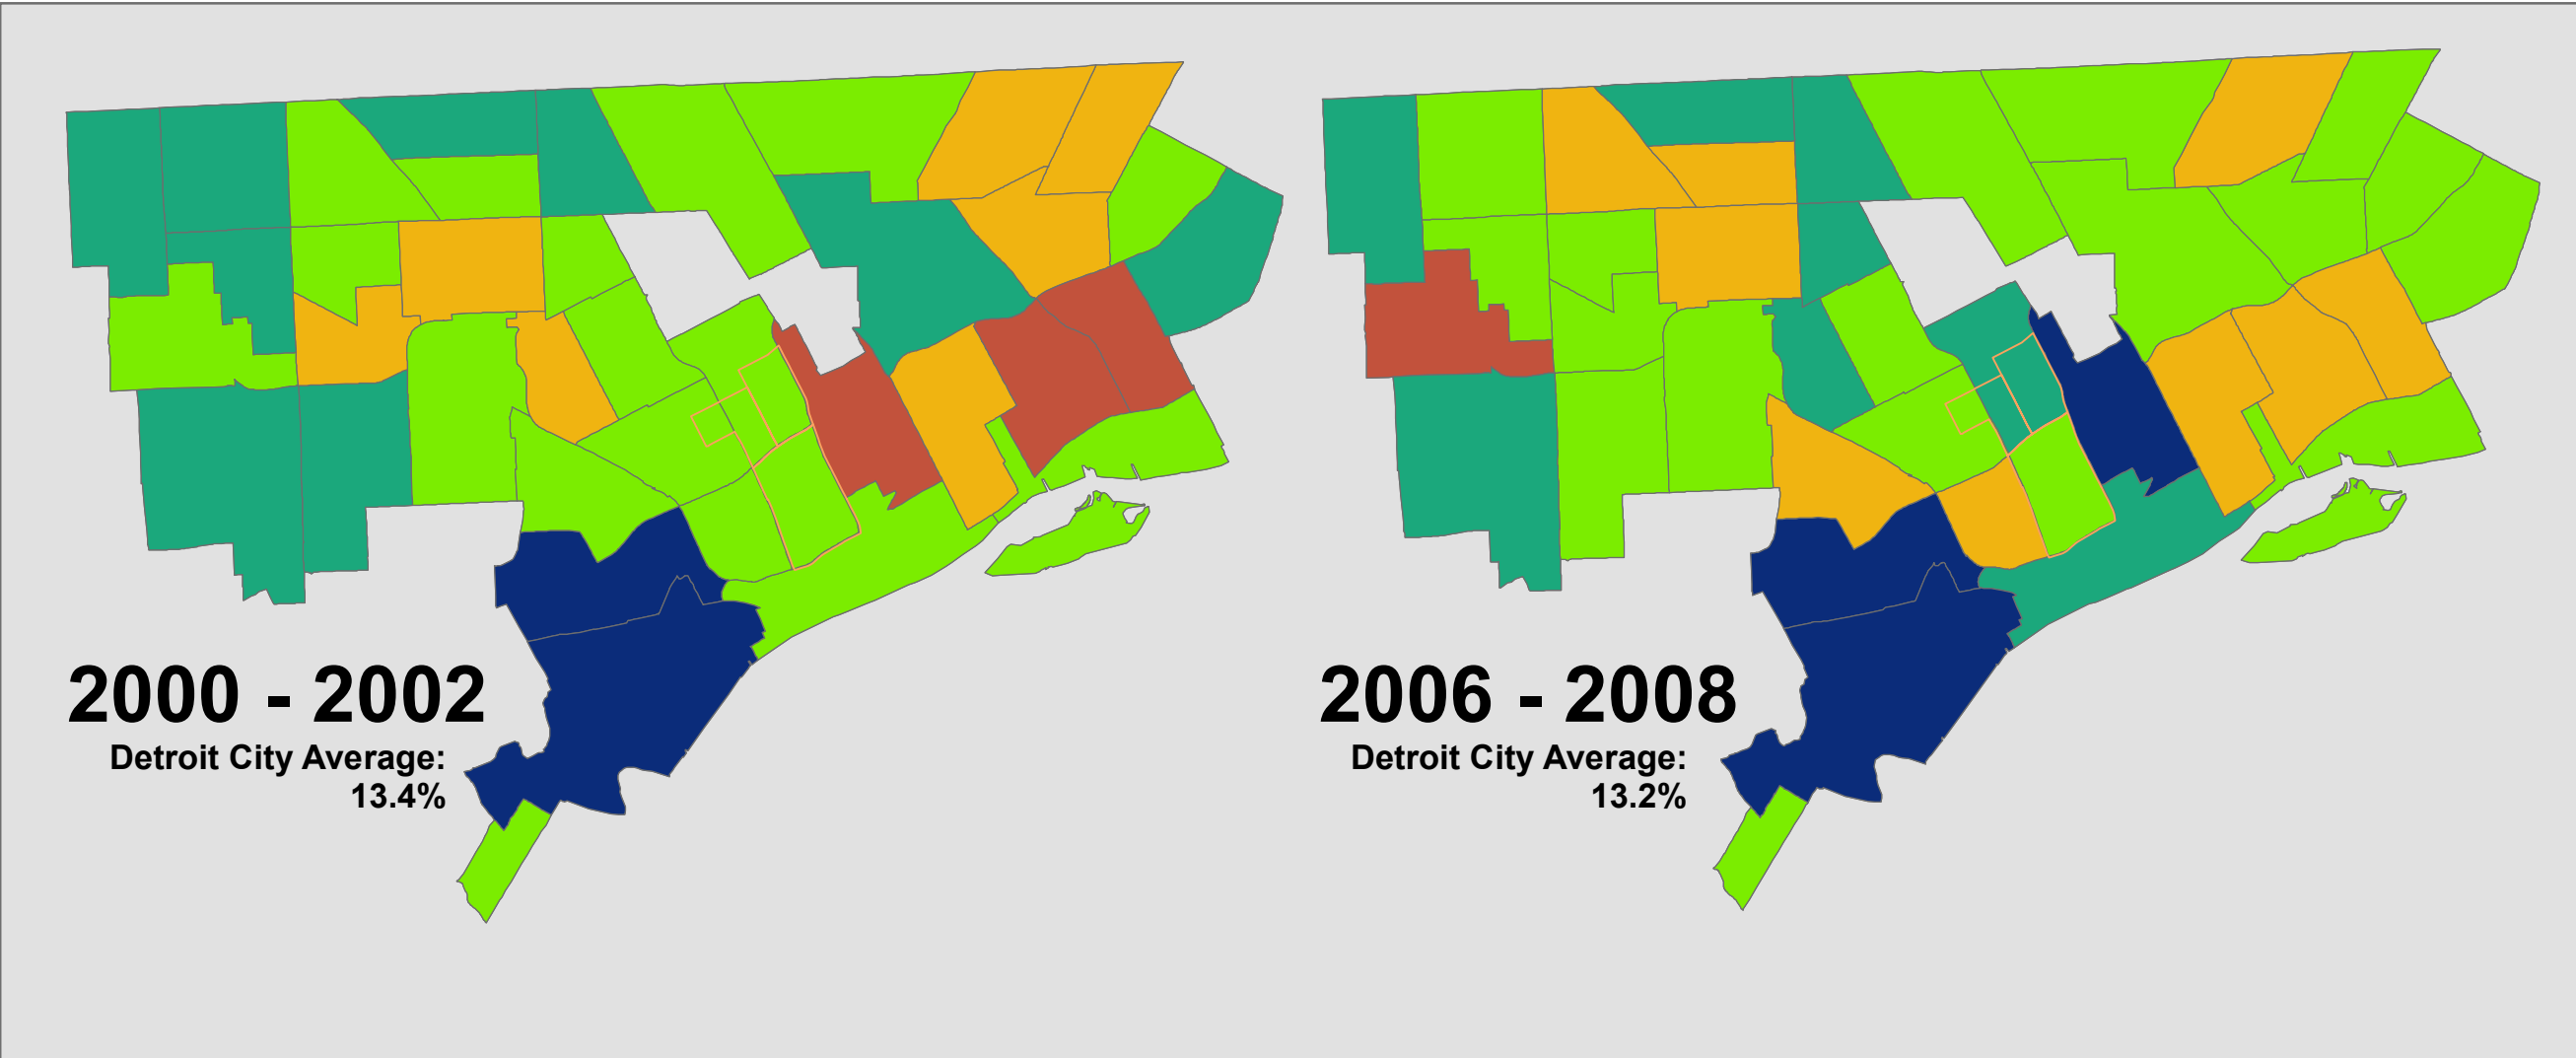 2000 - 2002
Detroit City Average:
13.4%
2006 - 2008
Detroit City Average:
13.2%